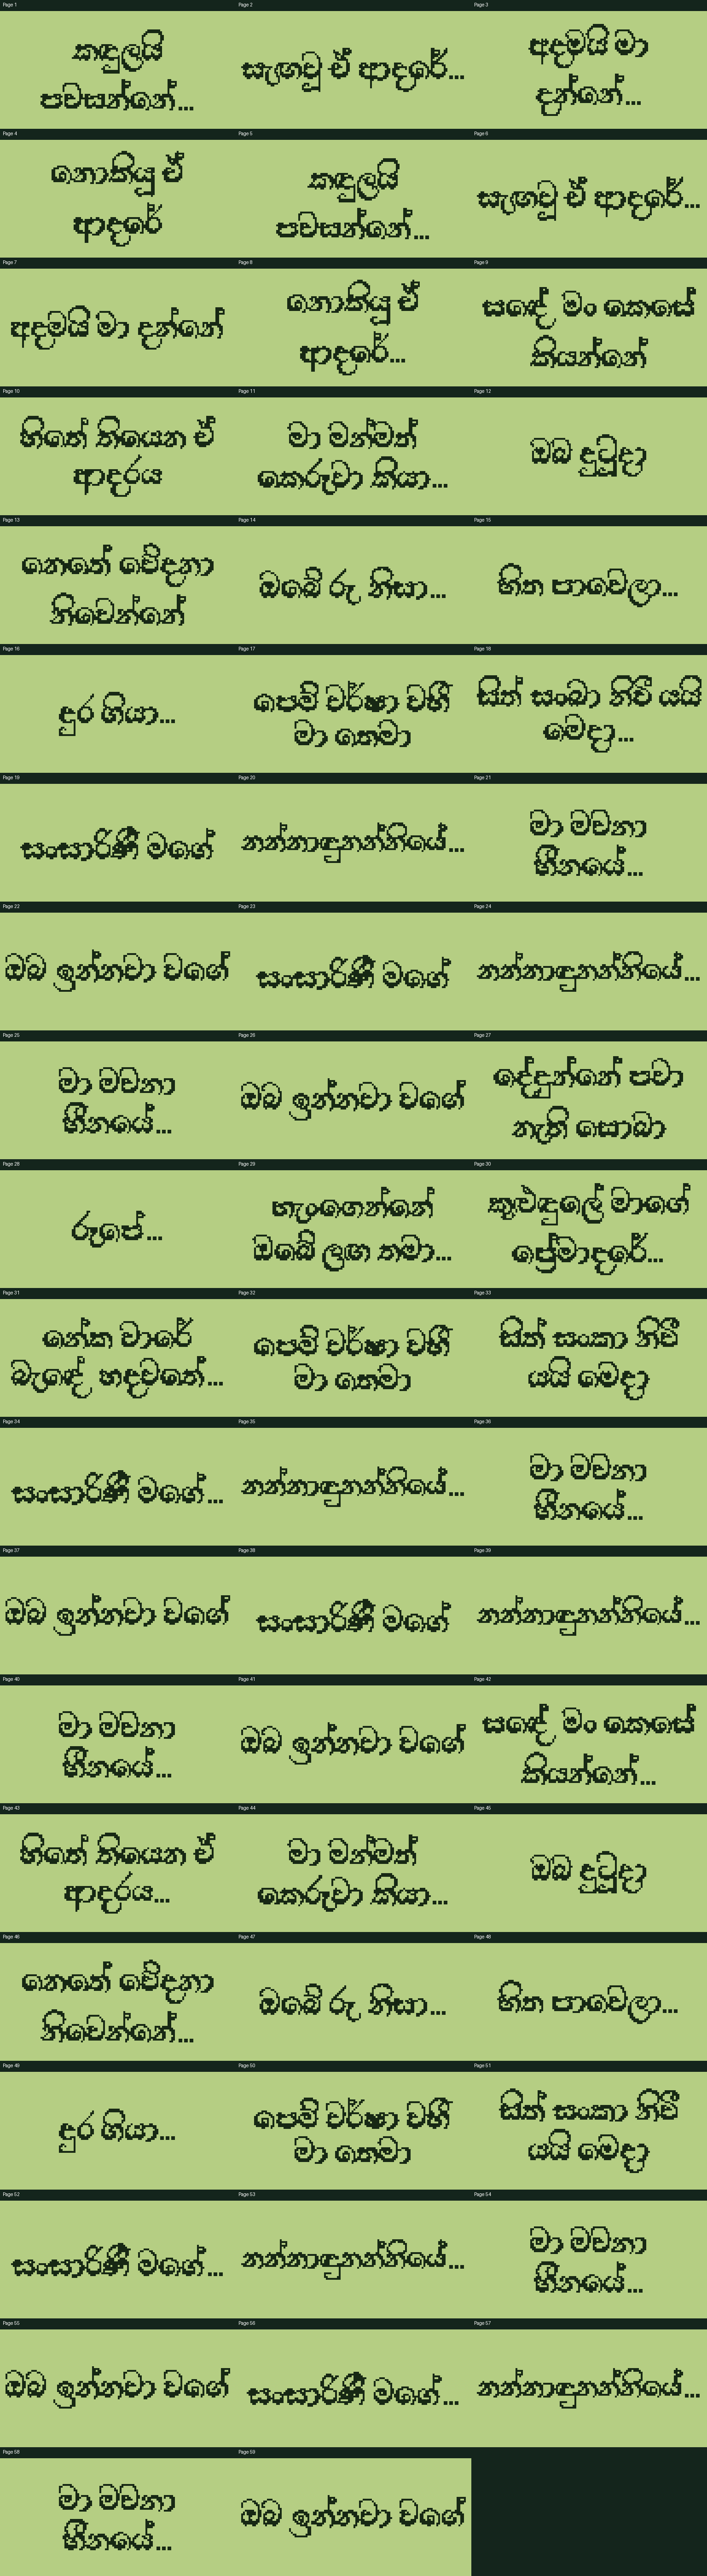 Page 1
කඳුලයි
පවසන්නේ...
Page 2
සැඟවූ ඒ ආදරේ...
Page 3
අදමයි මා
දන්නේ...
Page 4
නොකියූ ඒ
ආදරේ
Page 5
කඳුලයි
පවසන්නේ...
Page 6
සැඟවූ ඒ ආදරේ...
Page 7
අදමයි මා දන්නේ
Page 8
නොකියූ ඒ
ආදරේ...
Page 9
සඳේ මං කෙසේ
කියන්නේ
Page 10
හිතේ තියෙන ඒ
ආදරය
Page 11
මා මන්මත්
කෙරුවා කියා...
Page 12
ඔබ දුටුදා
Page 13
නෙතේ වේදනා
නිවෙන්නේ
Page 14
ඔබේ රූ නිසා...
Page 15
හිත පාවෙලා...
Page 16
දුර ගියා...
Page 17
පෙම් වර්ෂා වහී
මා තෙමා
Page 18
සිත් සංඛා නිවී යයි
මෙදා...
Page 19
සංසාරිණී මගේ
Page 20
නන්නාඳුනන්නියේ...
Page 21
මා මවනා
හීනයේ...
Page 22
ඔබ ඉන්නවා වගේ
Page 23
සංසාරිණී මගේ
Page 24
නන්නාඳුනන්නියේ...
Page 25
මා මවනා
හීනයේ...
Page 26
ඔබ ඉන්නවා වගේ
Page 27
දේදුන්නේ පවා
නැති සොබා
Page 28
රූපේ...
Page 29
හැංගෙන්නේ
ඔබේ ලඟ තමා...
Page 30
කුළුඳුලේ මාගේ
ප්‍රේමාදරේ...
Page 31
නේක වාරේ
බැඳේ හදවතේ...
Page 32
පෙම් වර්ෂා වහී
මා තෙමා
Page 33
සිත් සංකා නිවී
යයි මෙදා
Page 34
සංසාරිණී මගේ...
Page 35
නන්නාඳුනන්නියේ...
Page 36
මා මවනා
හීනයේ...
Page 37
ඔබ ඉන්නවා වගේ
Page 38
සංසාරිණී මගේ
Page 39
නන්නාඳුනන්නියේ...
Page 40
මා මවනා
හීනයේ...
Page 41
ඔබ ඉන්නවා වගේ
Page 42
සඳේ මං කෙසේ
කියන්නේ...
Page 43
හිතේ තියෙන ඒ
ආදරය...
Page 44
මා මන්මත්
කෙරුවා කියා...
Page 45
ඔබ දුටුදා
Page 46
නෙතේ වේදනා
නිවෙන්නේ...
Page 47
ඔබේ රූ නිසා...
Page 48
හිත පාවෙලා...
Page 49
දුර ගියා...
Page 50
පෙම් වර්ෂා වහී
මා තෙමා
Page 51
සිත් සංකා නිවී
යයි මෙදා
Page 52
සංසාරිණී මගේ...
Page 53
නන්නාඳුනන්නියේ...
Page 54
මා මවනා
හීනයේ...
Page 55
ඔබ ඉන්නවා වගේ
Page 56
සංසාරිණී මගේ...
Page 57
නන්නාඳුනන්නියේ...
Page 58
මා මවනා
හීනයේ...
Page 59
ඔබ ඉන්නවා වගේ